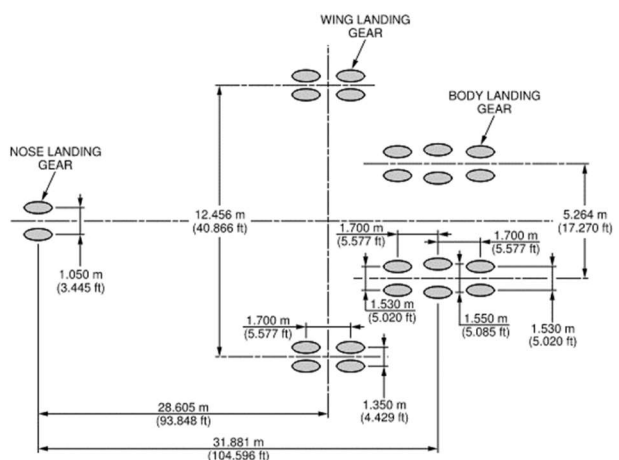 WING LANDING
GEAR
BODY LANDING
GEAR
NOSE LANDING
GEAR
12.456 m
(40.866 ft)
5.264 m
(17.270 ft)
1.700 m
(5.577 ft)
1.700 m
(5.577 ft)
1.050 m
(3.445 ft)
1.530 m
(5.020 ft)
1.550 m
(5.085 ft)
1.530 m
(5.020 ft)
1.700 m
(5.577 ft)
1.350 m
(4.429 ft)
28.605 m
(93.848 ft)
31.881 m
(104.596 ft)